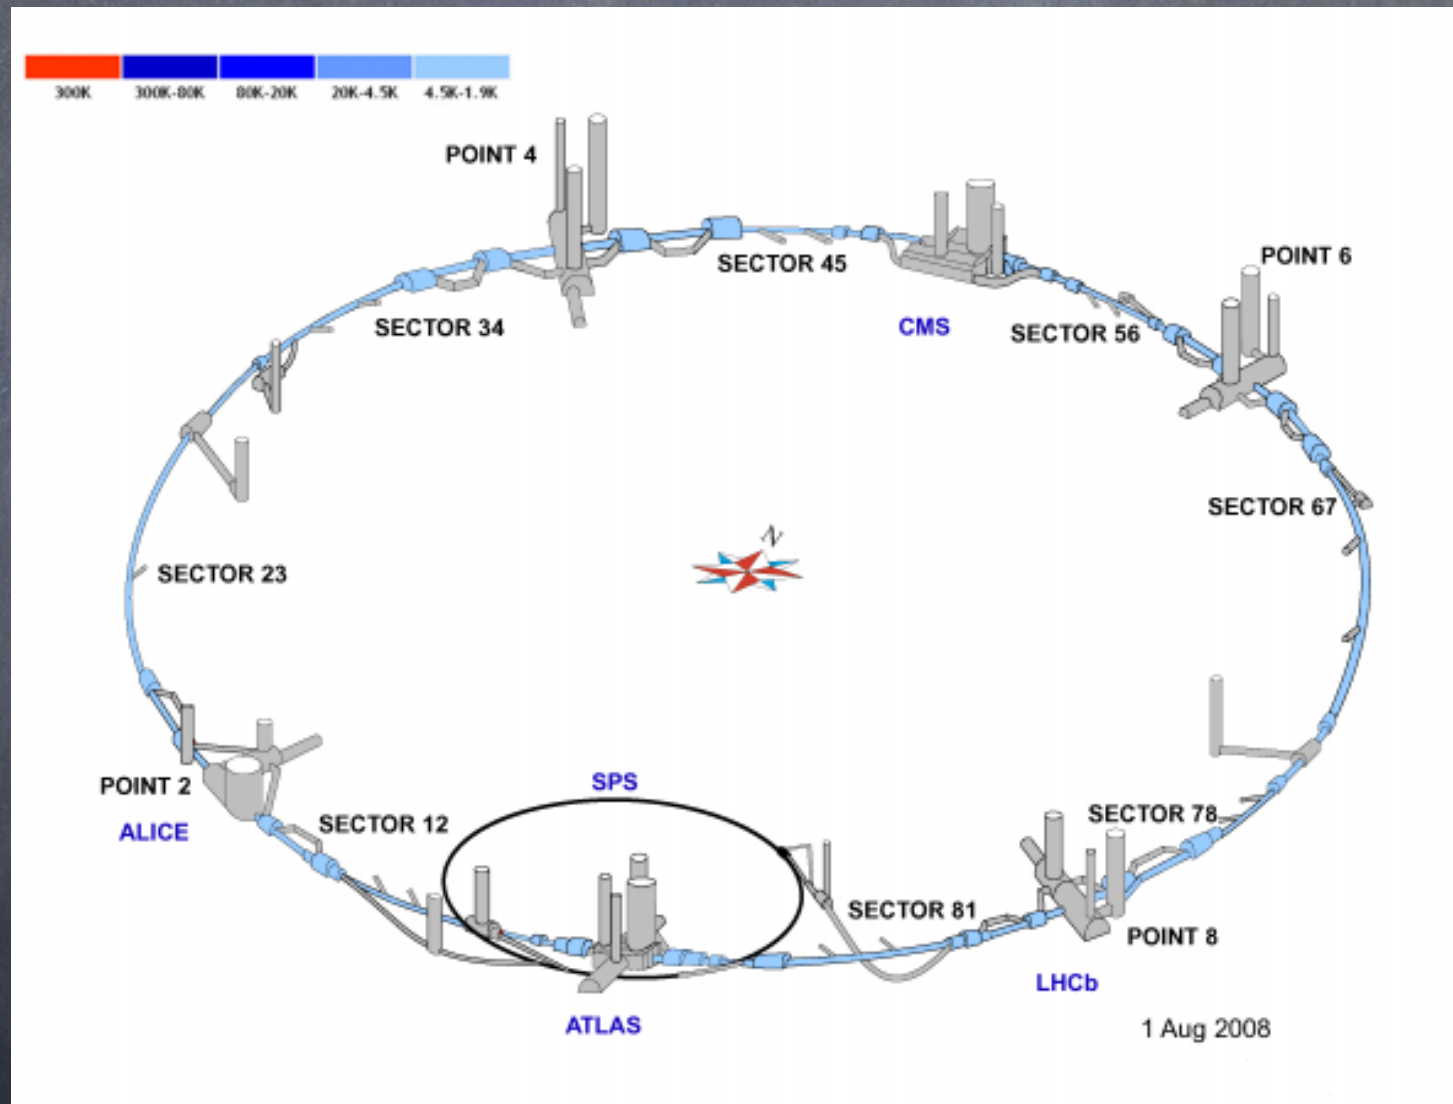 300K 300K-80K 80K-20K 20K-4.5K 4.5K-1.9K
POINT 4
SECTOR 45
POINT 6
SECTOR 34
CMS
SECTOR 56
SECTOR 67
N
SECTOR 23
POINT 2
SPS
ALICE
SECTOR 12
SECTOR 78
SECTOR 81
POINT 8
LHCb
ATLAS
1 Aug 2008